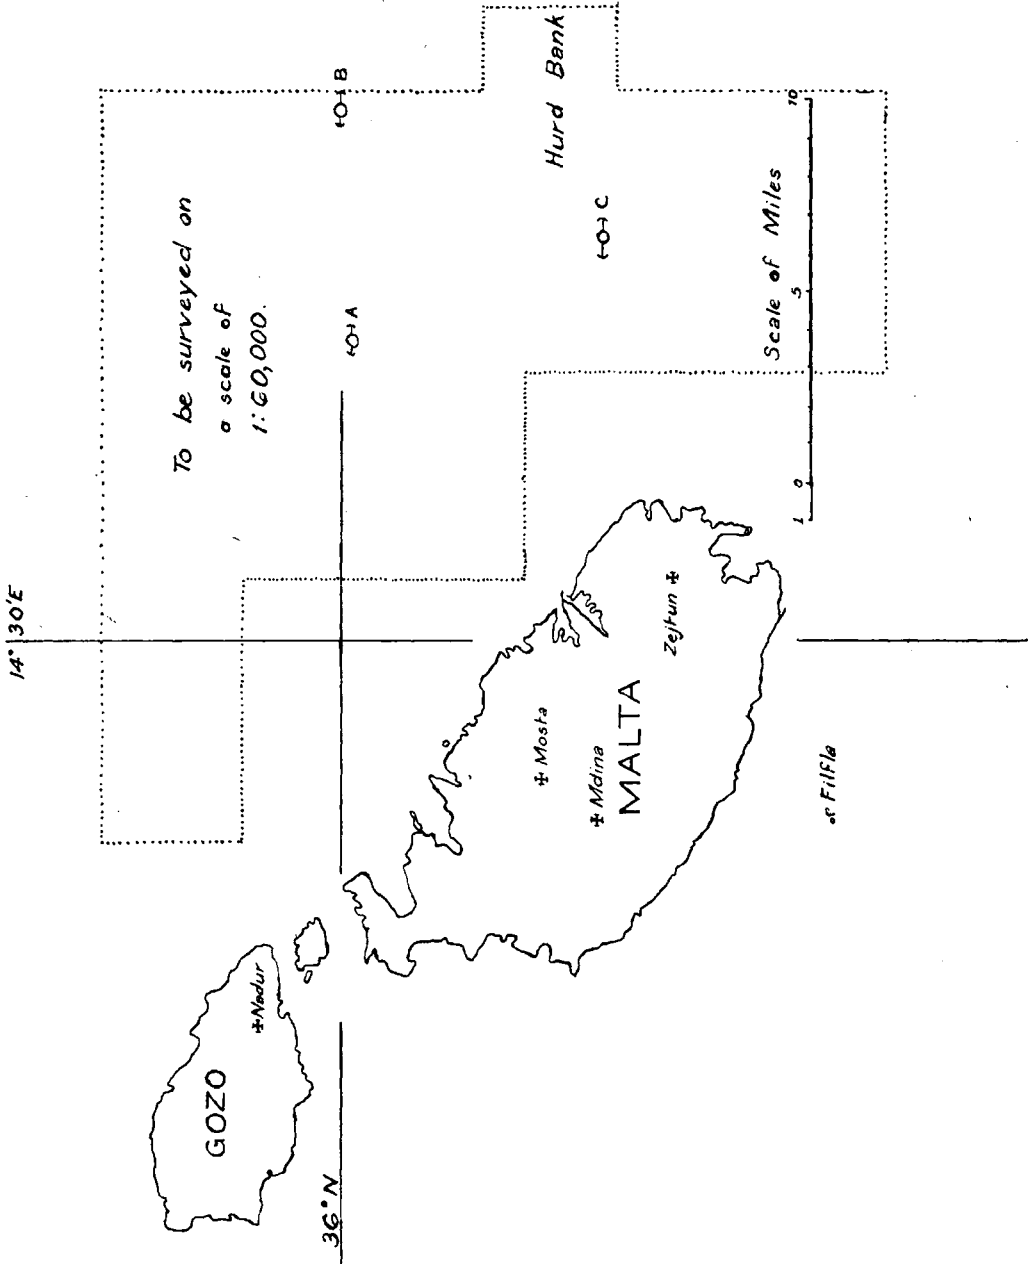 14° 30'E
To be surveyed on
a scale of
1:60,000.
B
A
Hurd Bank
C
Scale of Miles
1 0 5 10
36°N
GOZO
Nadur
Mosta
Mdina
MALTA
Zejtun
Filfla